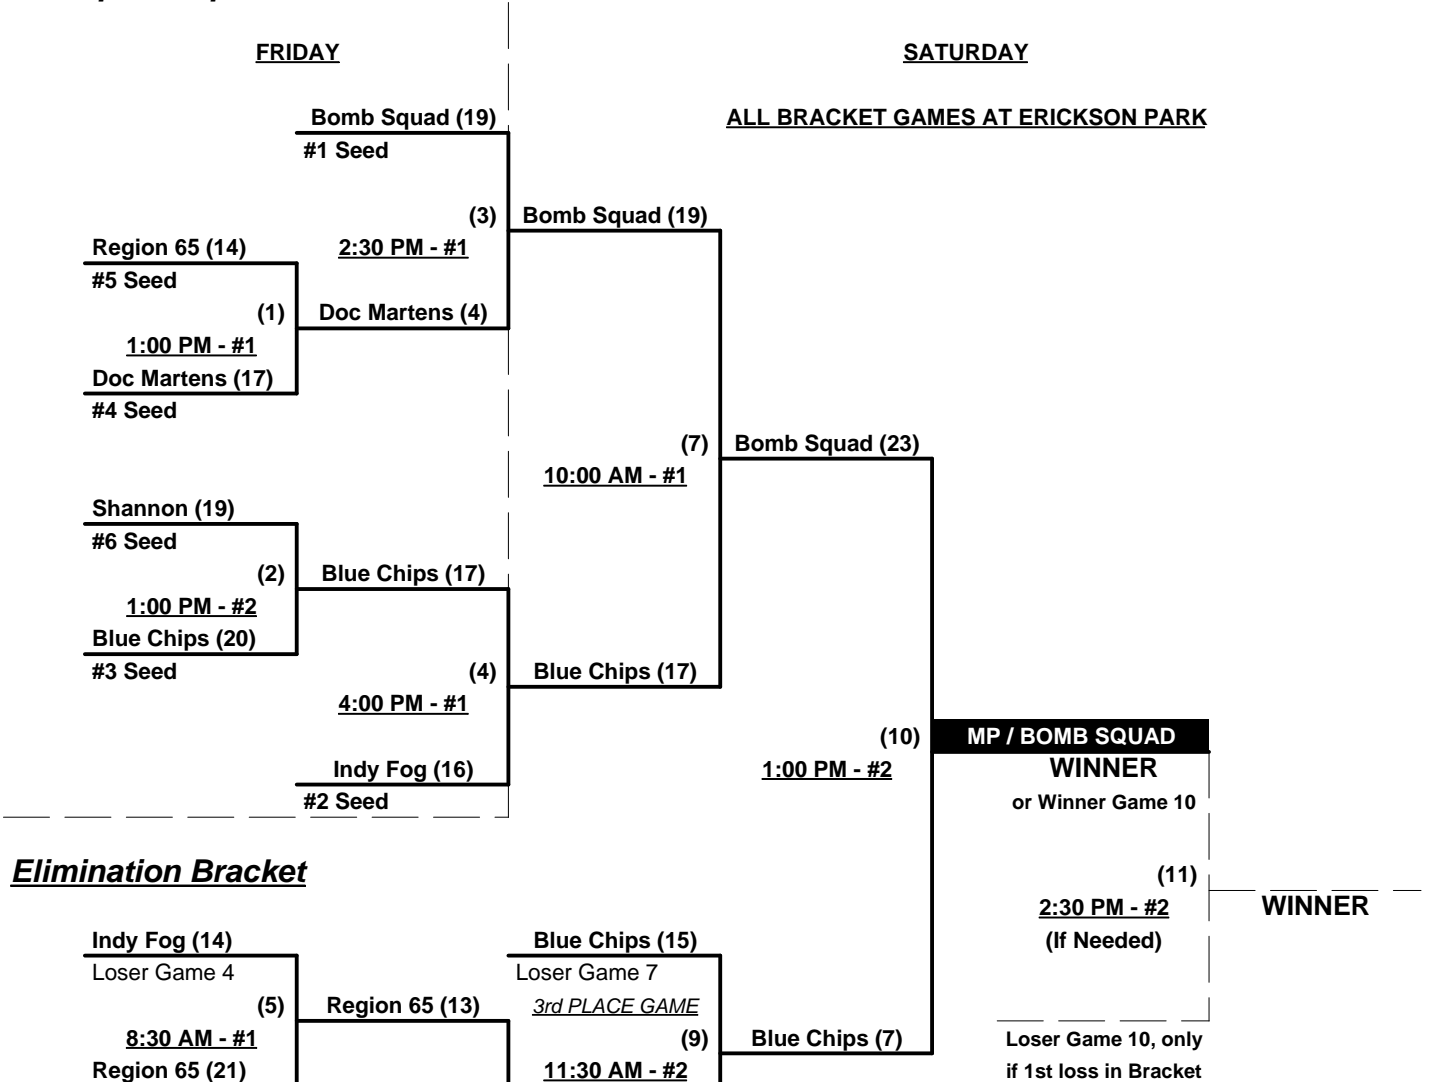 FRIDAY
SATURDAY
Bomb Squad (19)
ALL BRACKET GAMES AT ERICKSON PARK
#1 Seed
(3)
Bomb Squad (19)
Region 65 (14)
2:30 PM - #1
#5 Seed
(1)
Doc Martens (4)
1:00 PM - #1
Doc Martens (17)
#4 Seed
(7)
Bomb Squad (23)
10:00 AM - #1
Shannon (19)
#6 Seed
(2)
Blue Chips (17)
1:00 PM - #2
Blue Chips (20)
#3 Seed
(4)
Blue Chips (17)
4:00 PM - #1
(10)
MP / BOMB SQUAD
Indy Fog (16)
1:00 PM - #2
WINNER
#2 Seed
or Winner Game 10
Elimination Bracket
(11)
2:30 PM - #2
WINNER
Indy Fog (14)
Blue Chips (15)
(If Needed)
Loser Game 4
Loser Game 7
(5)
Region 65 (13)
3rd PLACE GAME
8:30 AM - #1
(9)
Blue Chips (7)
Loser Game 10, only
Region 65 (21)
11:30 AM - #2
if 1st loss in Bracket